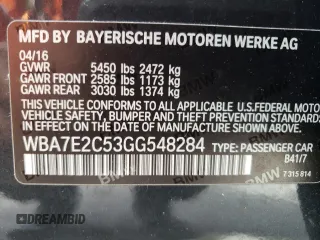 MFD BY BAYERISCHE MOTOREN WERKE AG
04/16
GVWR 5450 lbs 2472 kg
GAWR FRONT 2585 lbs 1173 kg
GAWR REAR 3030 lbs 1374 kg
THIS VEHICLE CONFORMS TO ALL APPLICABLE U.S. FEDERAL MOTOR
VEHICLE SAFETY, BUMPER, AND THEFT PREVENTION STANDARDS
IN EFFECT ON THE DATE OF MANUFACTURE SHOWN ABOVE.
WBA7E2C53GG548284 TYPE: PASSENGER CAR
B41/7
7 315 814
BMW
© DREAMBID